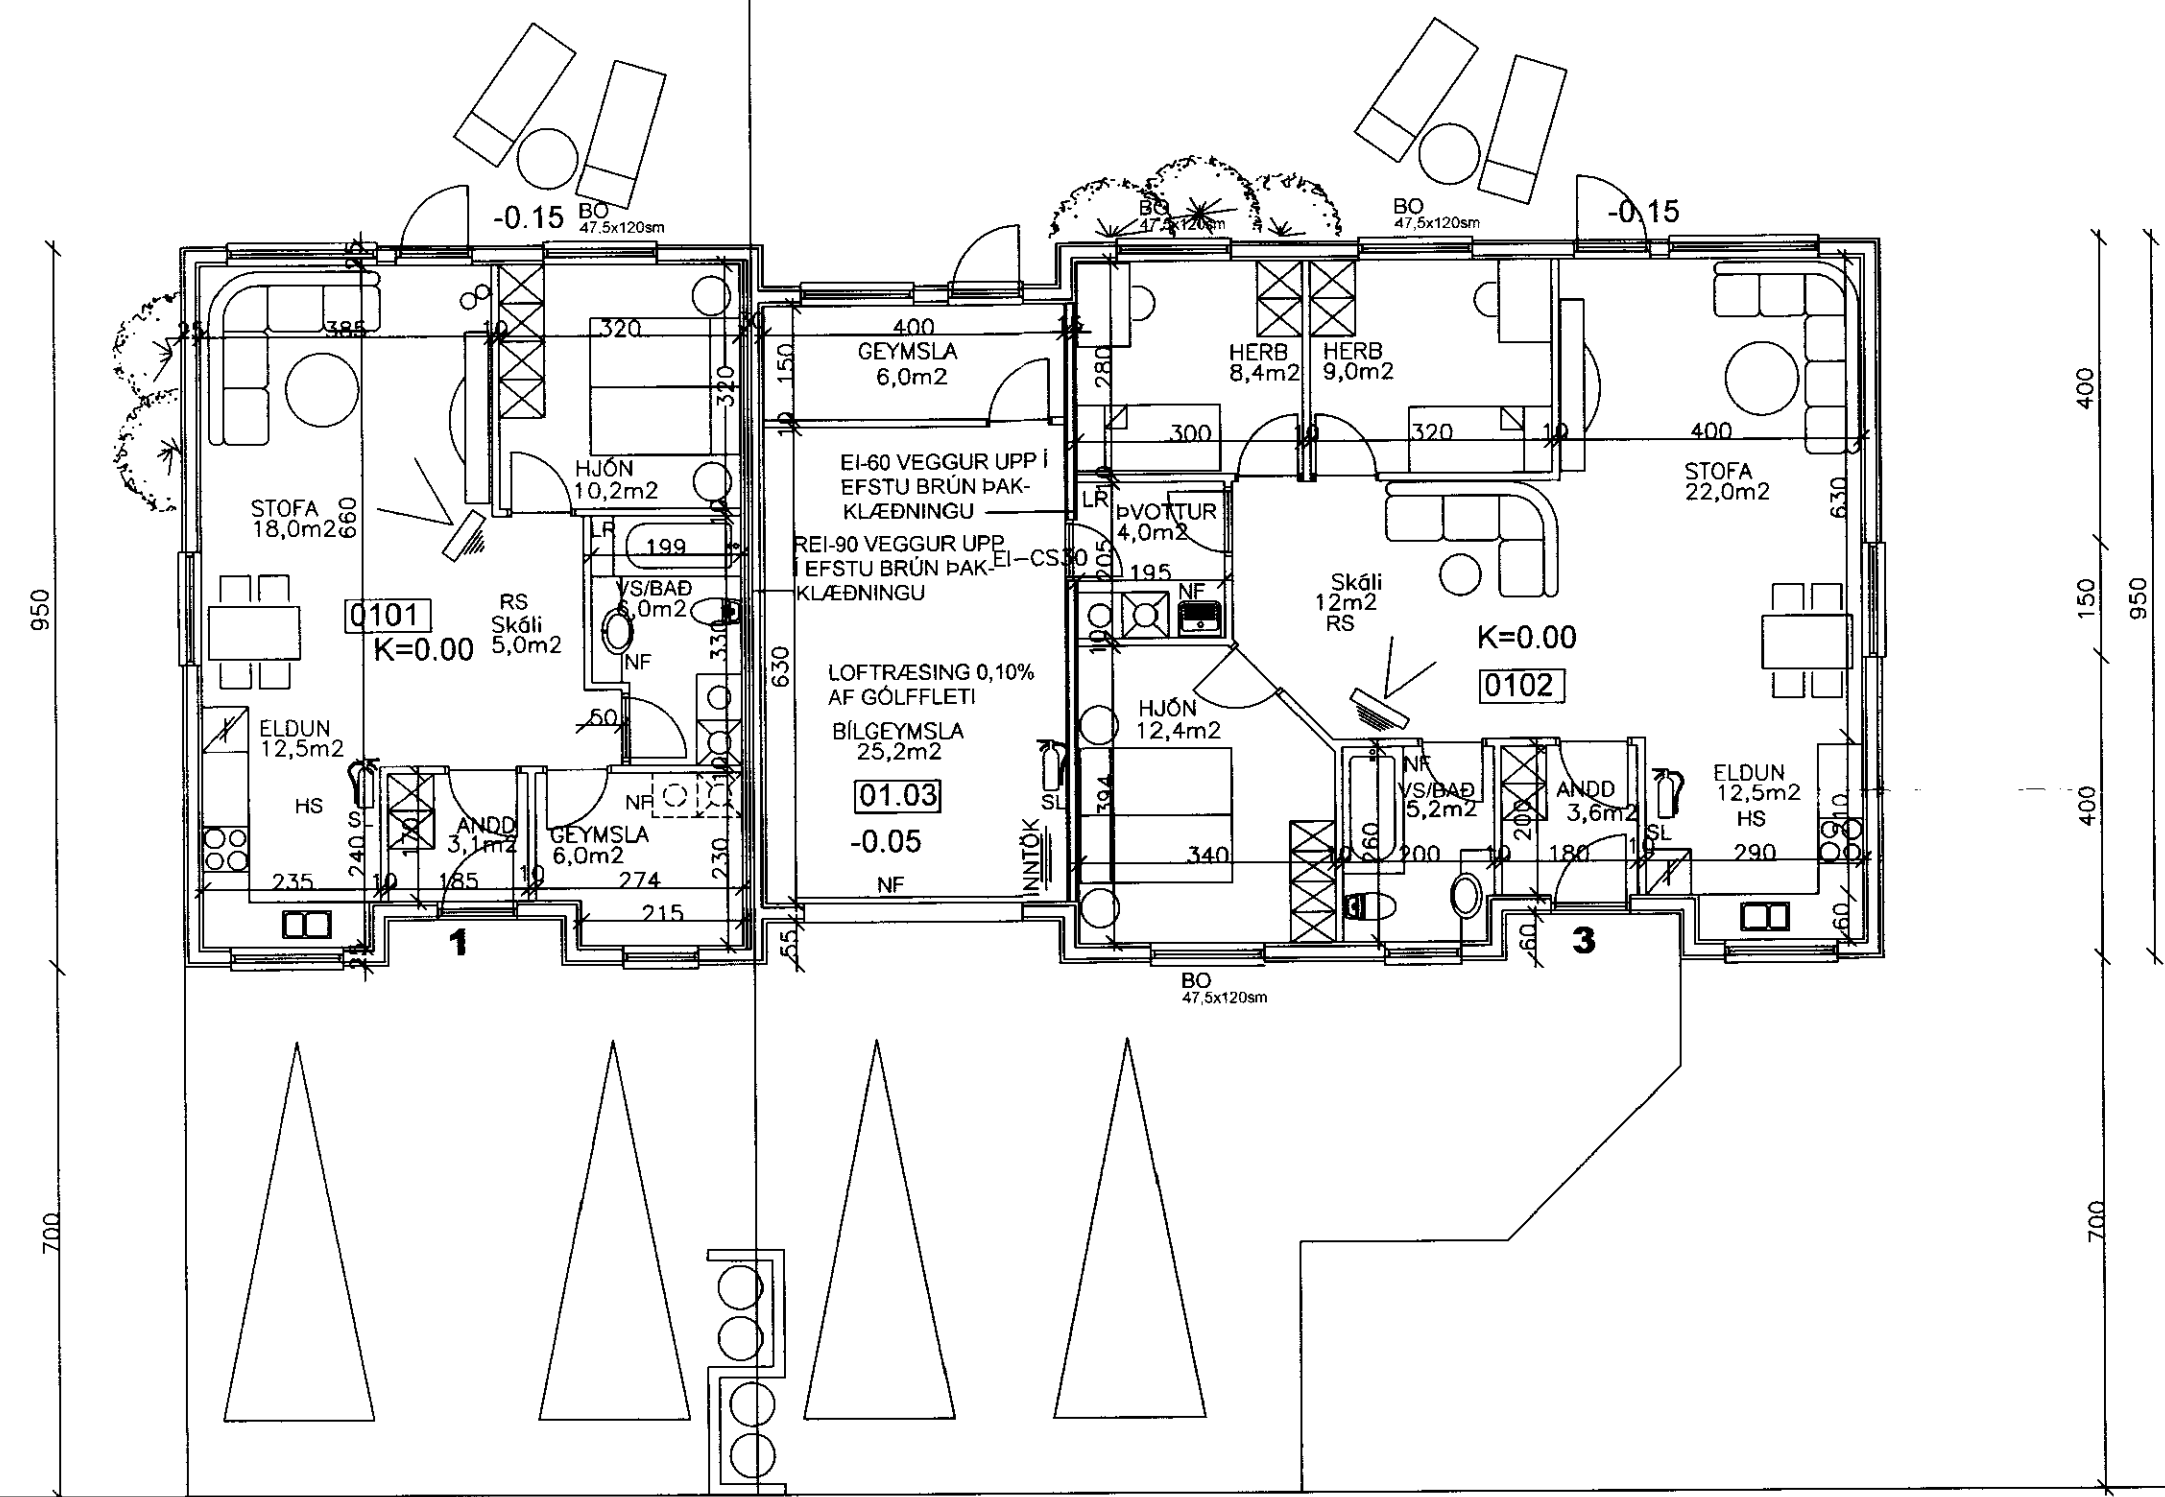 -0.15
BO
47,5x120sm
BO
47,5x120sm
BO
47,5x120sm
-0.15
25
385
10
320
400
GEYMSLA
6,0m2
150
10
320
280
HERB
8,4m2
HERB
9,0m2
300
10
320
10
400
STOFA
22,0m2
630
HJÓN
10,2m2
STOFA
18,0m2
660
EI-60 VEGGUR UPP Í
EFSTU BRÚN ÞAK-
KLÆÐNINGU
REI-90 VEGGUR UPP
Í EFSTU BRÚN ÞAK-
KLÆÐNINGU
EI-CS30
LR
199
VS/BAÐ
6,0m2
330
NF
LR
10
ÞVOTTUR
4,0m2
205
195
NF
10
Skáli
12m2
RS
K=0.00
0102
0101
K=0.00
RS
Skáli
5,0m2
50
630
LOFTRÆSING 0,10%
AF GÓLFFLETI
BÍLGEYMSLA
25,2m2
01.03
-0.05
NF
INNTÖK
SL
HJÓN
12,4m2
394
340
10
ELDUN
12,5m2
HS
SL
240
235
10
170
ANDD
3,1m2
185
10
NF
GEYMSLA
6,0m2
10
230
274
215
25
1
55
NF
VS/BAÐ
5,2m2
260
200
10
ANDD
3,6m2
200
180
10
SL
ELDUN
12,5m2
HS
910
290
60
60
3
BO
47,5x120sm
950
700
400
150
400
950
700